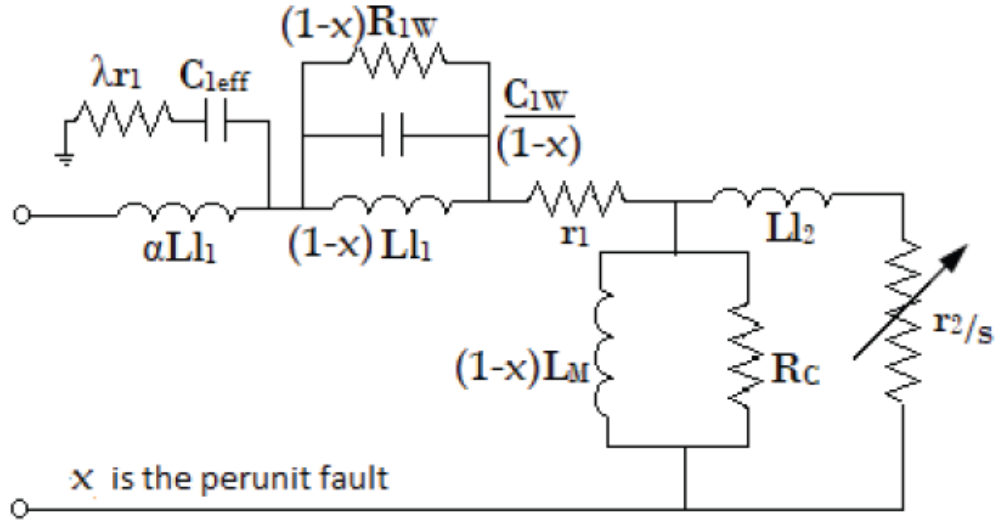 (1-x)R1W
λr1
C1eff
C1W
(1-x)
αLl1
(1-x) Ll1
r1
Ll2
r2/s
(1-x)LM
RC
x is the perunit fault